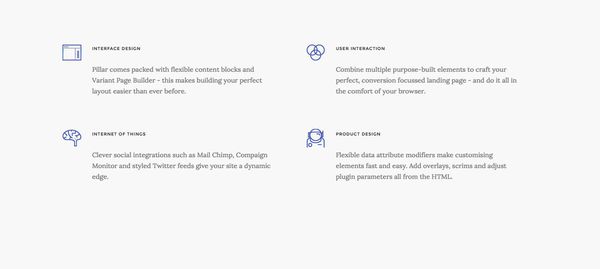 INTERFACE DESIGN
Pillar comes packed with flexible content blocks and
Variant Page Builder - this makes building your perfect
layout easier than ever before.
USER INTERACTION
Combine multiple purpose-built elements to craft your
perfect, conversion focussed landing page - and do it all in
the comfort of your browser.
INTERNET OF THINGS
Clever social integrations such as Mail Chimp, Compaign
Monitor and styled Twitter feeds give your site a dynamic
edge.
PRODUCT DESIGN
Flexible data attribute modifiers make customising
elements fast and easy. Add overlays, scrims and adjust
plugin parameters all from the HTML.